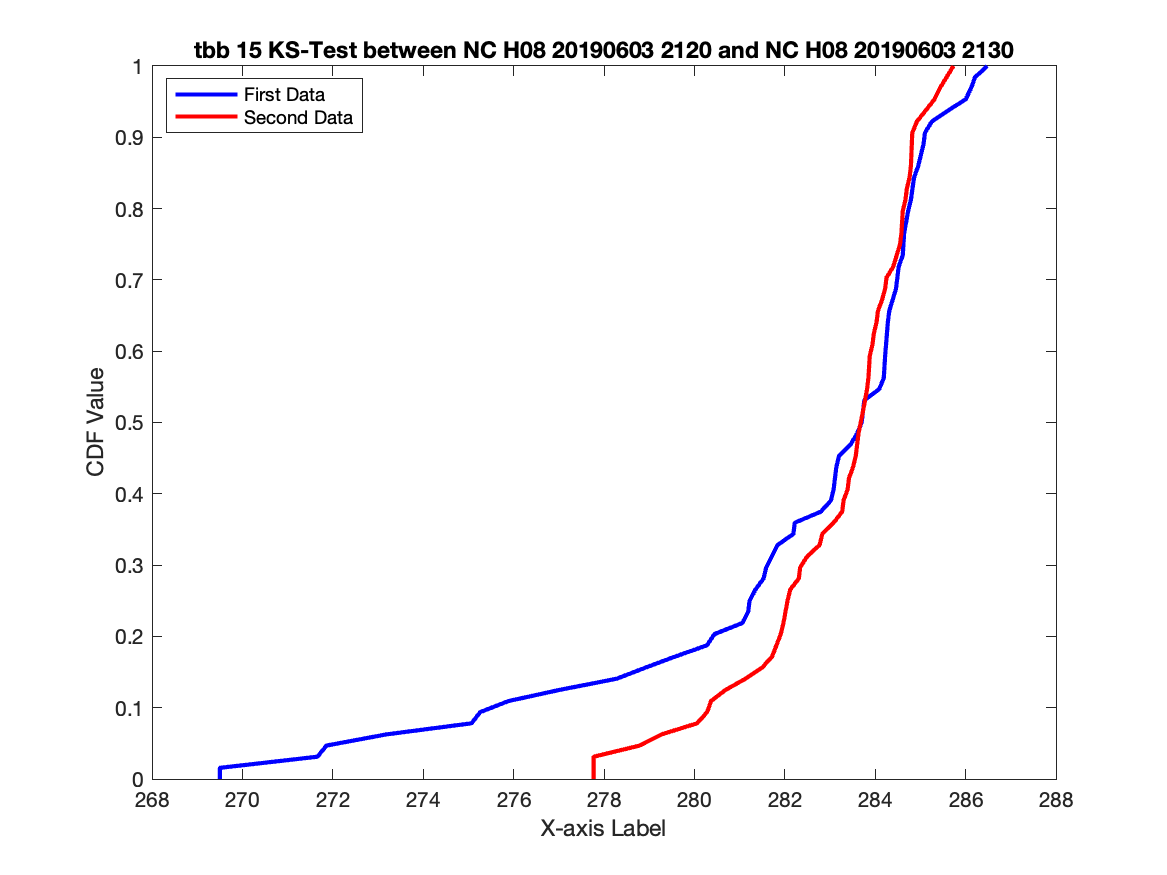 tbb 15 KS-Test between NC H08 20190603 2120 and NC H08 20190603 2130
First Data
Second Data
1
0.9
0.8
0.7
0.6
0.5
0.4
0.3
0.2
0.1
0
CDF Value
268 270 272 274 276 278 280 282 284 286 288
X-axis Label